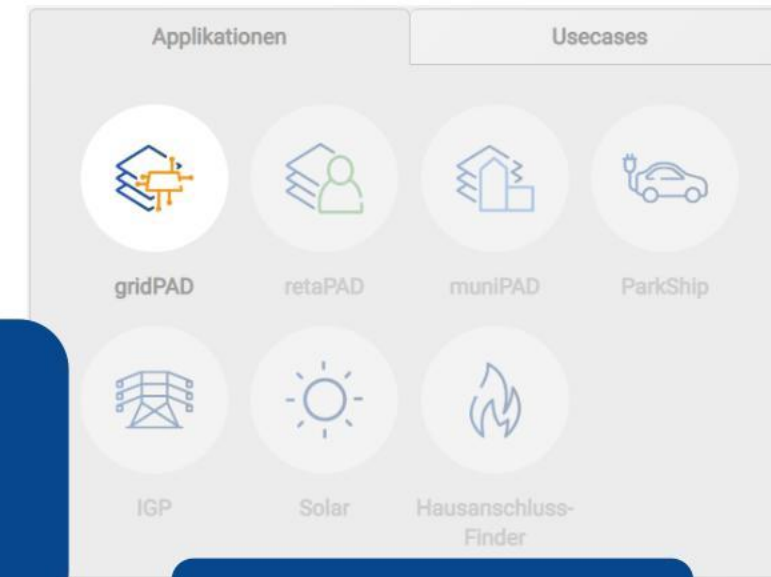 Applikationen Usecases
gridPAD retaPAD muniPAD ParkShip
IGP Solar Hausanschluss-
Finder